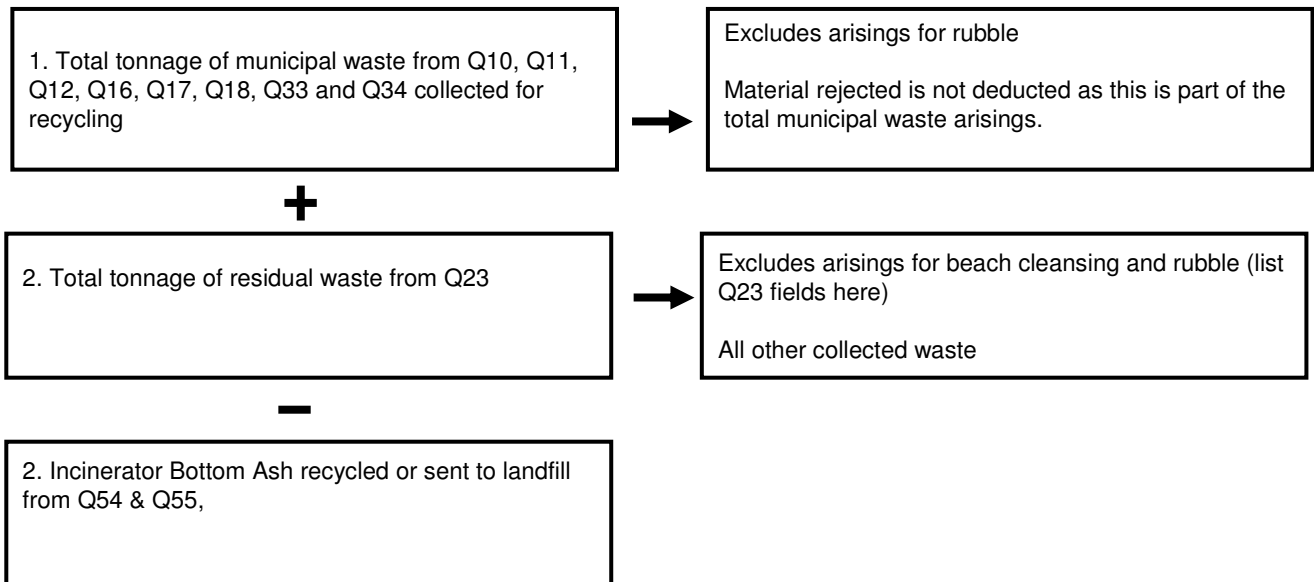 1. Total tonnage of municipal waste from Q10, Q11,
Q12, Q16, Q17, Q18, Q33 and Q34 collected for
recycling
Excludes arisings for rubble
Material rejected is not deducted as this is part of the
total municipal waste arisings.
+
2. Total tonnage of residual waste from Q23
Excludes arisings for beach cleansing and rubble (list
Q23 fields here)
All other collected waste
–
2. Incinerator Bottom Ash recycled or sent to landfill
from Q54 & Q55,